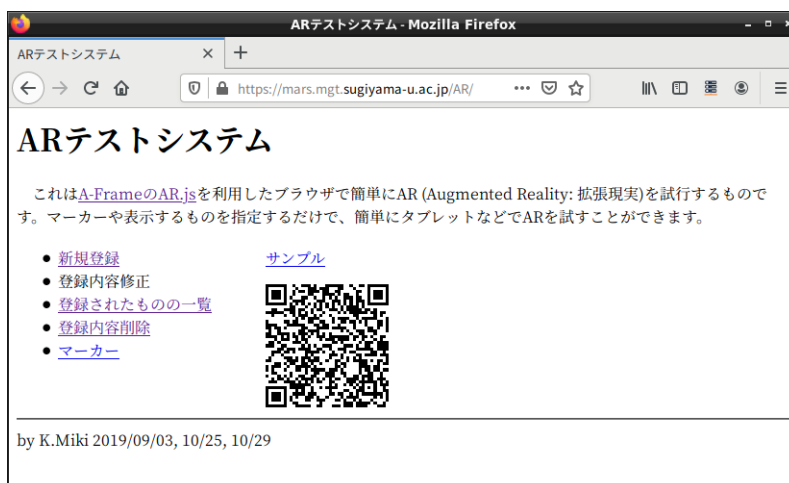 ARテストシステム - Mozilla Firefox
ARテストシステム
https://mars.mgt.sugiyama-u.ac.jp/AR/
ARテストシステム
これはA-FrameのAR.jsを利用したブラウザで簡単にAR (Augmented Reality: 拡張現実)を試行するもので
す。マーカーや表示するものを指定するだけで、簡単にタブレットなどでARを試すことができます。
新規登録
登録内容修正
登録されたものの一覧
登録内容削除
マーカー
サンプル
by K.Miki 2019/09/03, 10/25, 10/29